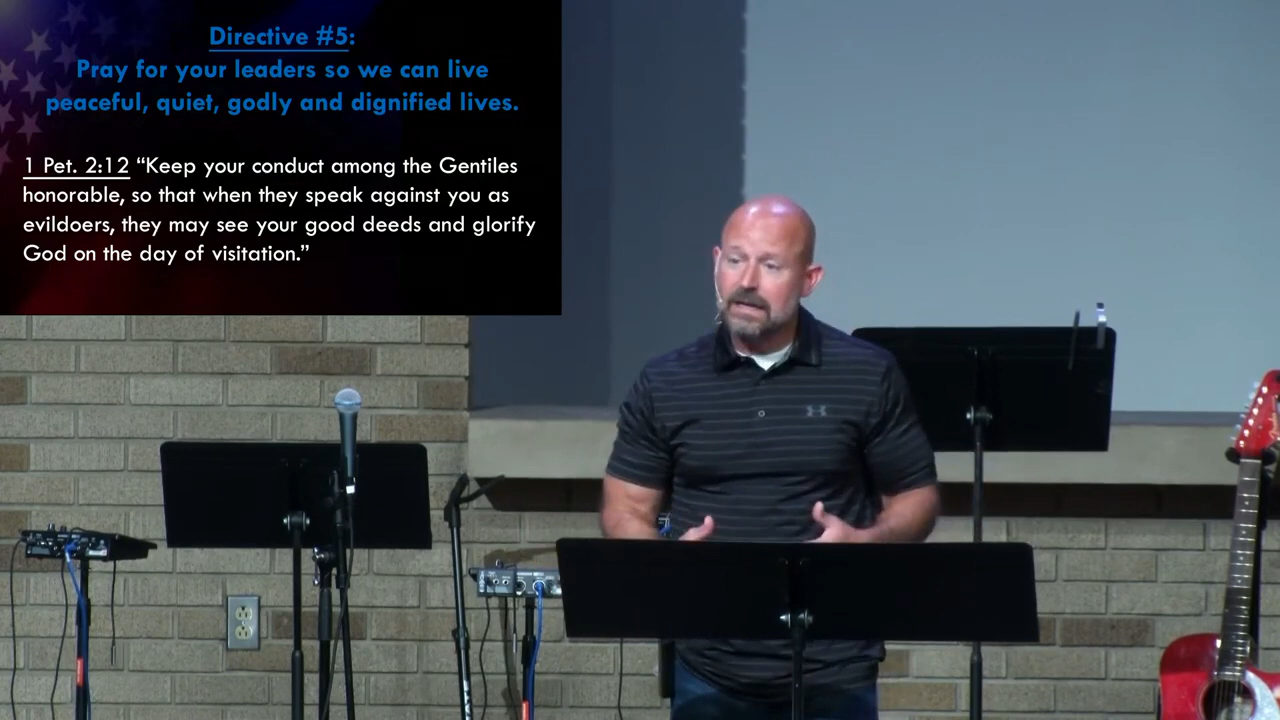 Directive #5:
Pray for your leaders so we can live
peaceful, quiet, godly and dignified lives.
1 Pet. 2:12 “Keep your conduct among the Gentiles
honorable, so that when they speak against you as
evildoers, they may see your good deeds and glorify
God on the day of visitation.”